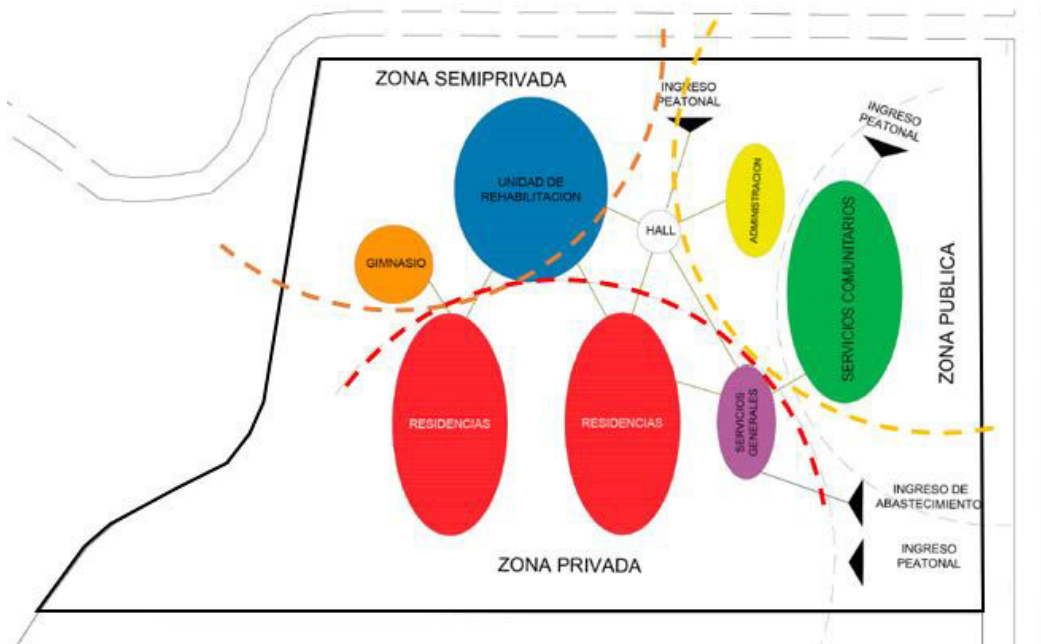 ZONA SEMIPRIVADA
INGRESO
PEATONAL
INGRESO
PEATONAL
UNIDAD DE
REHABILITACION
ADMINISTRACION
HALL
GIMNASIO
SERVICIOS COMUNITARIOS
ZONA PUBLICA
RESIDENCIAS
RESIDENCIAS
SERVICIOS
GENERALES
INGRESO DE
ABASTECIMIENTO
INGRESO
PEATONAL
ZONA PRIVADA